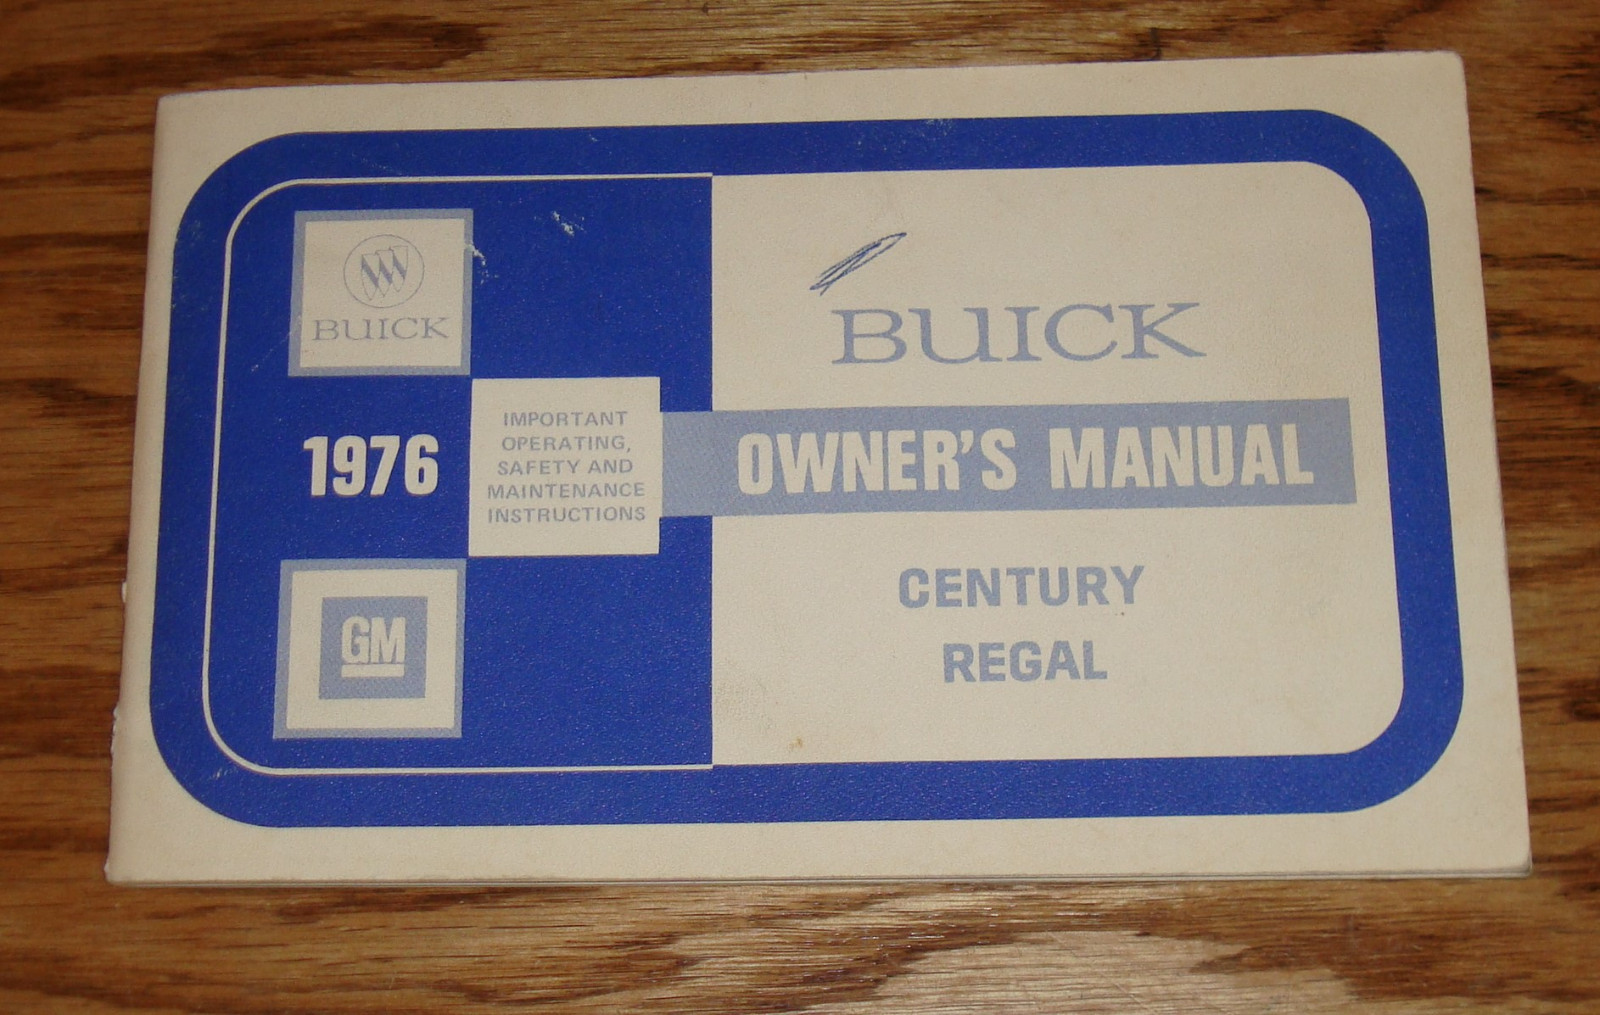 BUICK
1976
IMPORTANT
OPERATING,
SAFETY AND
MAINTENANCE
INSTRUCTIONS
GM
BUICK
OWNER'S MANUAL
CENTURY
REGAL